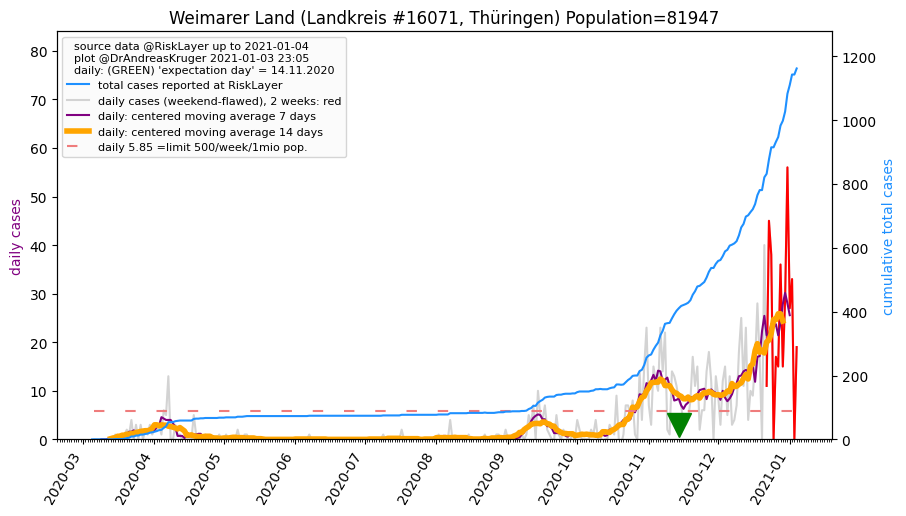 Weimarer Land (Landkreis #16071, Thüringen) Population=81947
source data @RiskLayer up to 2021-01-04
plot @DrAndreasKruger 2021-01-03 23:05
daily: (GREEN) 'expectation day' = 14.11.2020
total cases reported at RiskLayer
daily cases (weekend-flawed), 2 weeks: red
daily: centered moving average 7 days
daily: centered moving average 14 days
daily 5.85 =limit 500/week/1mio pop.
daily cases
80
70
60
50
40
30
20
10
0
cumulative total cases
1200
1000
800
600
400
200
0
2020-03
2020-04
2020-05
2020-06
2020-07
2020-08
2020-09
2020-10
2020-11
2020-12
2021-01